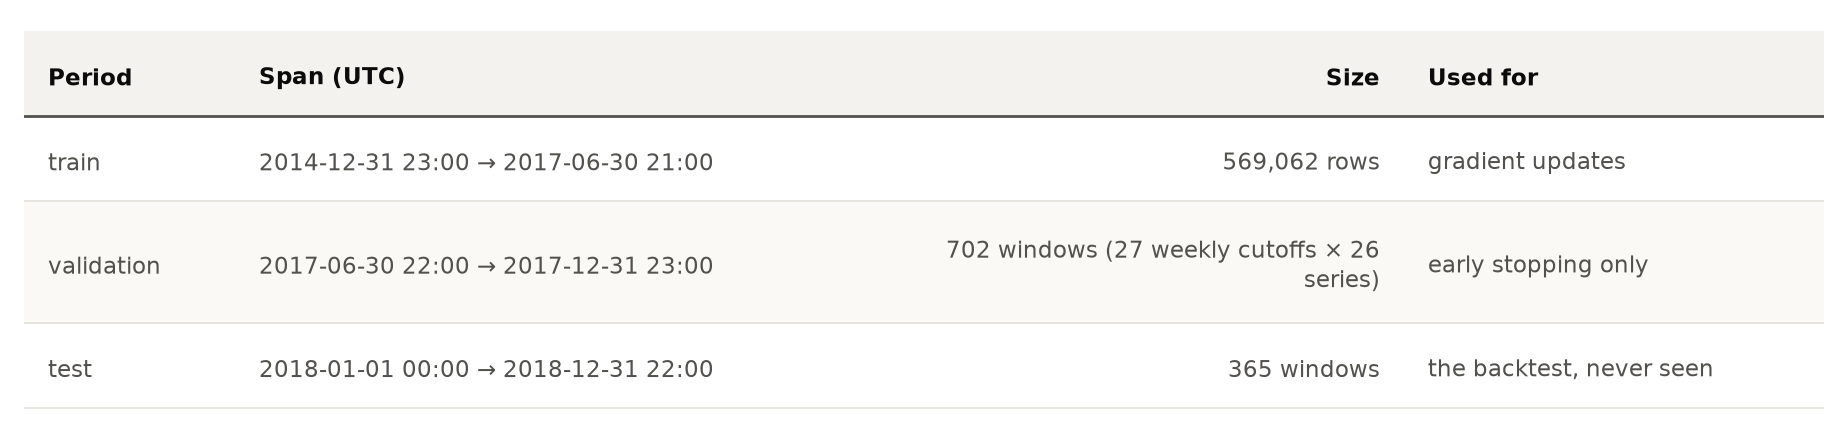 Period Span (UTC) Size Used for
train 2014-12-31 23:00 → 2017-06-30 21:00 569,062 rows gradient updates
validation 2017-06-30 22:00 → 2017-12-31 23:00 702 windows (27 weekly cutoffs × 26 early stopping only
series)
test 2018-01-01 00:00 → 2018-12-31 22:00 365 windows the backtest, never seen